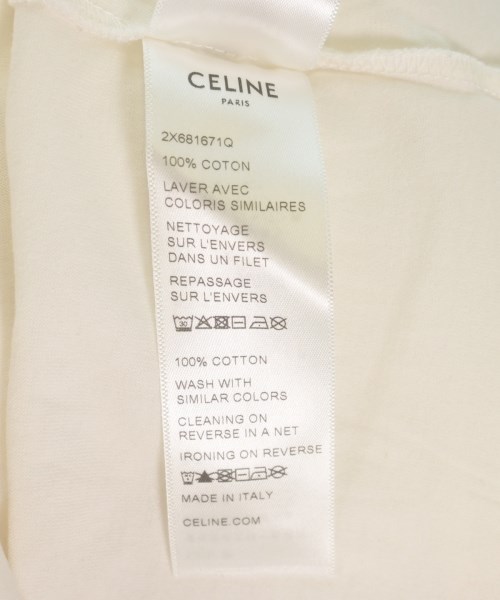 CELINE
PARIS
2X681671Q
100% COTON
LAVER AVEC
COLORIS SIMILAIRES
NETTOYAGE
SUR L'ENVERS
DANS UN FILET
REPASSAGE
SUR L'ENVERS
30
100% COTTON
WASH WITH
SIMILAR COLORS
CLEANING ON
REVERSE IN A NET
IRONING ON REVERSE
MADE IN ITALY
CELINE.COM